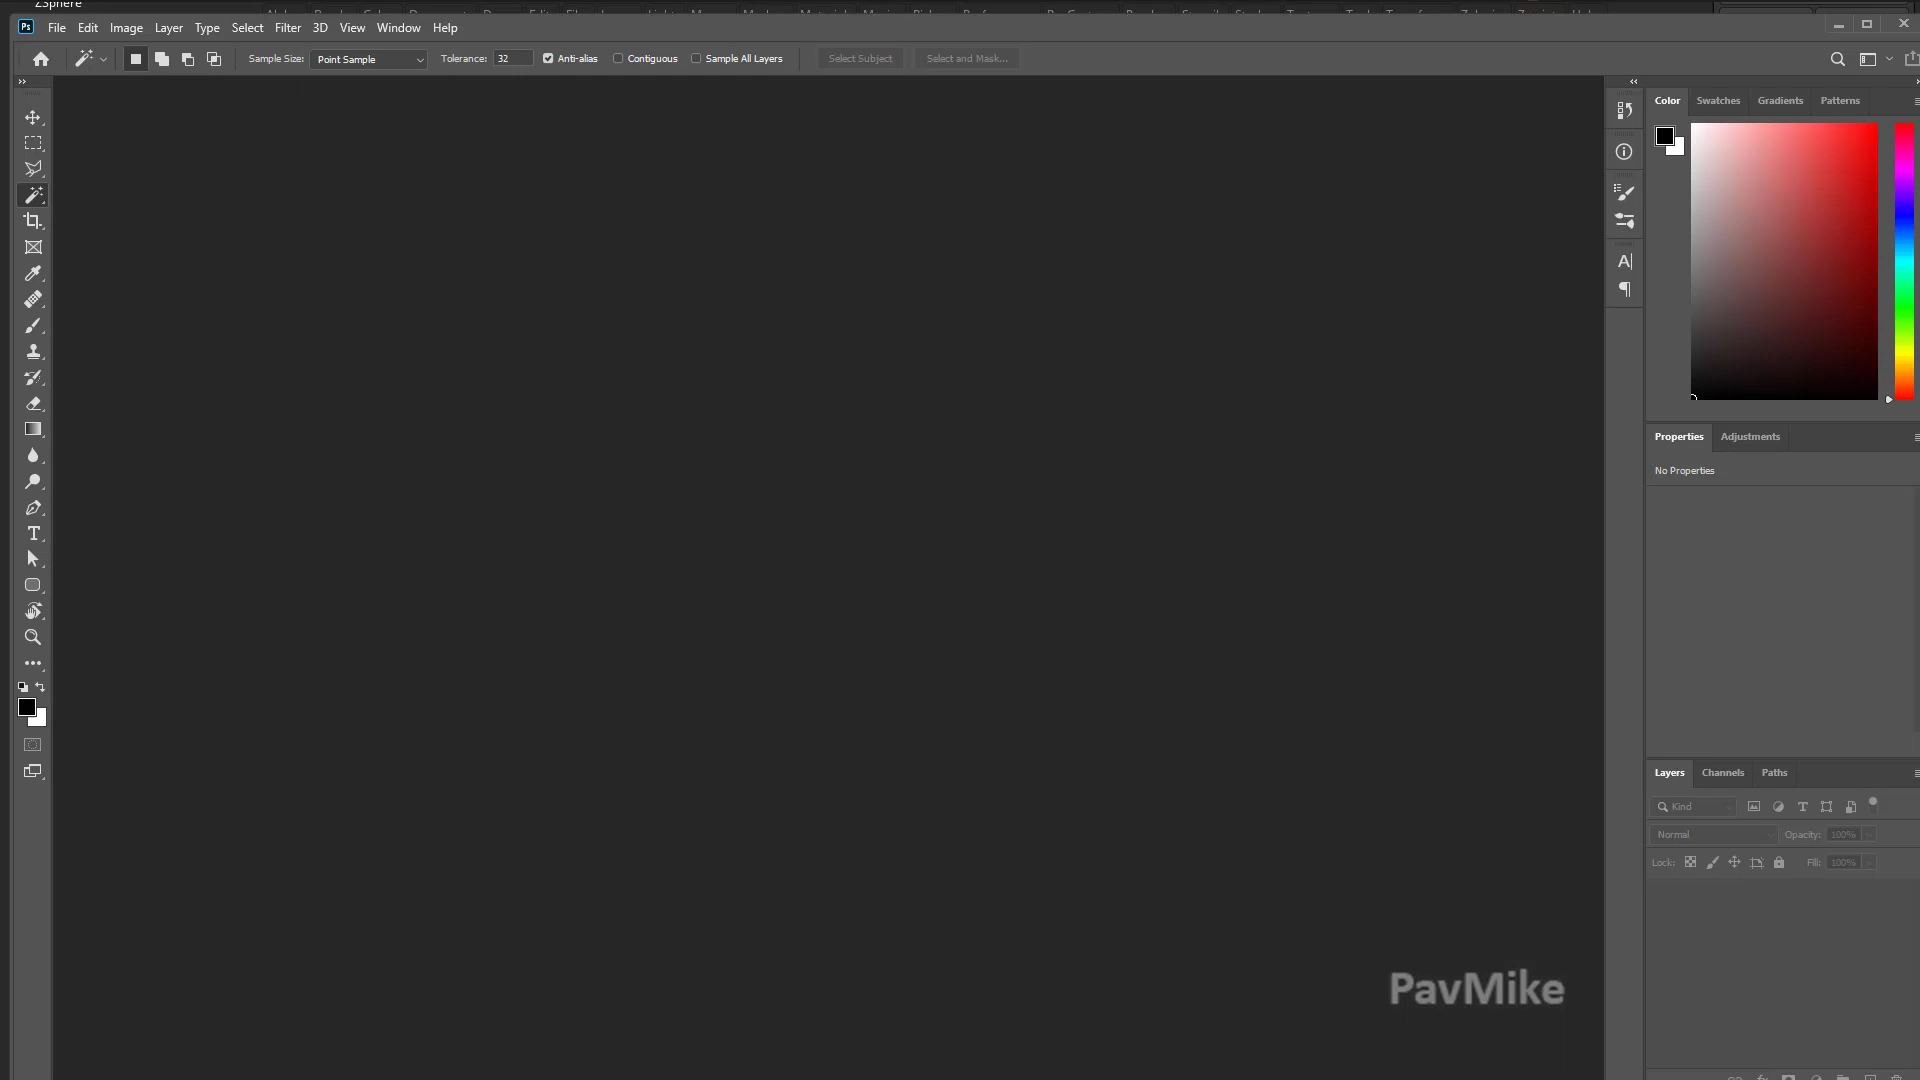 ZSphere
Ps File Edit Image Layer Type Select Filter 3D View Window Help
Sample Size: Point Sample Tolerance: 32 Anti-alias Contiguous Sample All Layers Select Subject Select and Mask...
Color Swatches Gradients Patterns
A
Properties Adjustments
No Properties
T
Layers Channels Paths
Kind T
Normal Opacity: 100%
Lock: Fill: 100%
PavMike